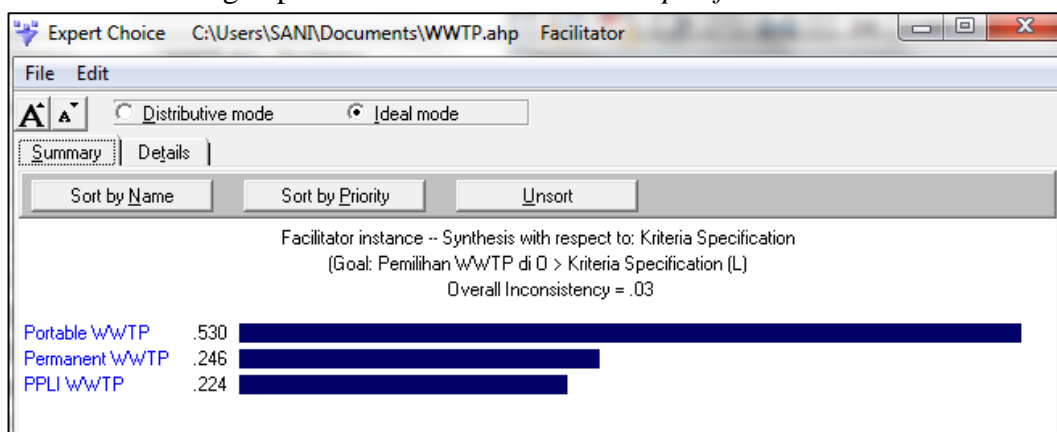 Expert Choice C:\Users\SANI\Documents\WWTP.ahp Facilitator
File Edit
A A Distributive mode Ideal mode
Summary Details
Sort by Name Sort by Priority Unsort
Facilitator instance -- Synthesis with respect to: Kriteria Specification
(Goal: Pemilihan WWTP di O > Kriteria Specification (L)
Overall Inconsistency = .03
Portable WWTP .530
Permanent WWTP .246
PPLI WWTP .224